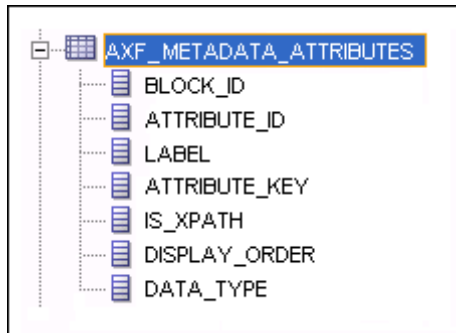 AXF_METADATA_ATTRIBUTES
BLOCK_ID
ATTRIBUTE_ID
LABEL
ATTRIBUTE_KEY
IS_XPATH
DISPLAY_ORDER
DATA_TYPE